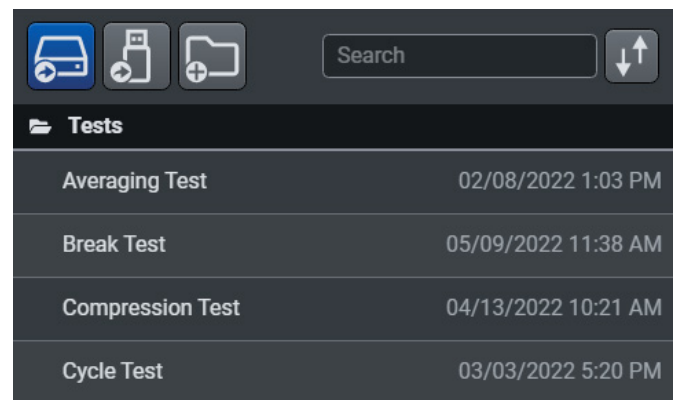 Search
Tests
Averaging Test 02/08/2022 1:03 PM
Break Test 05/09/2022 11:38 AM
Compression Test 04/13/2022 10:21 AM
Cycle Test 03/03/2022 5:20 PM